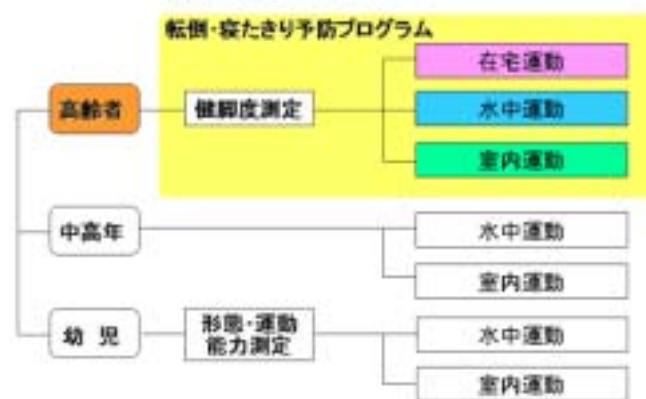 転倒・寝たきり予防プログラム
高齢者
健脚度測定
在宅運動
水中運動
室内運動
中高年
水中運動
室内運動
幼 児
形態・運動
能力測定
水中運動
室内運動